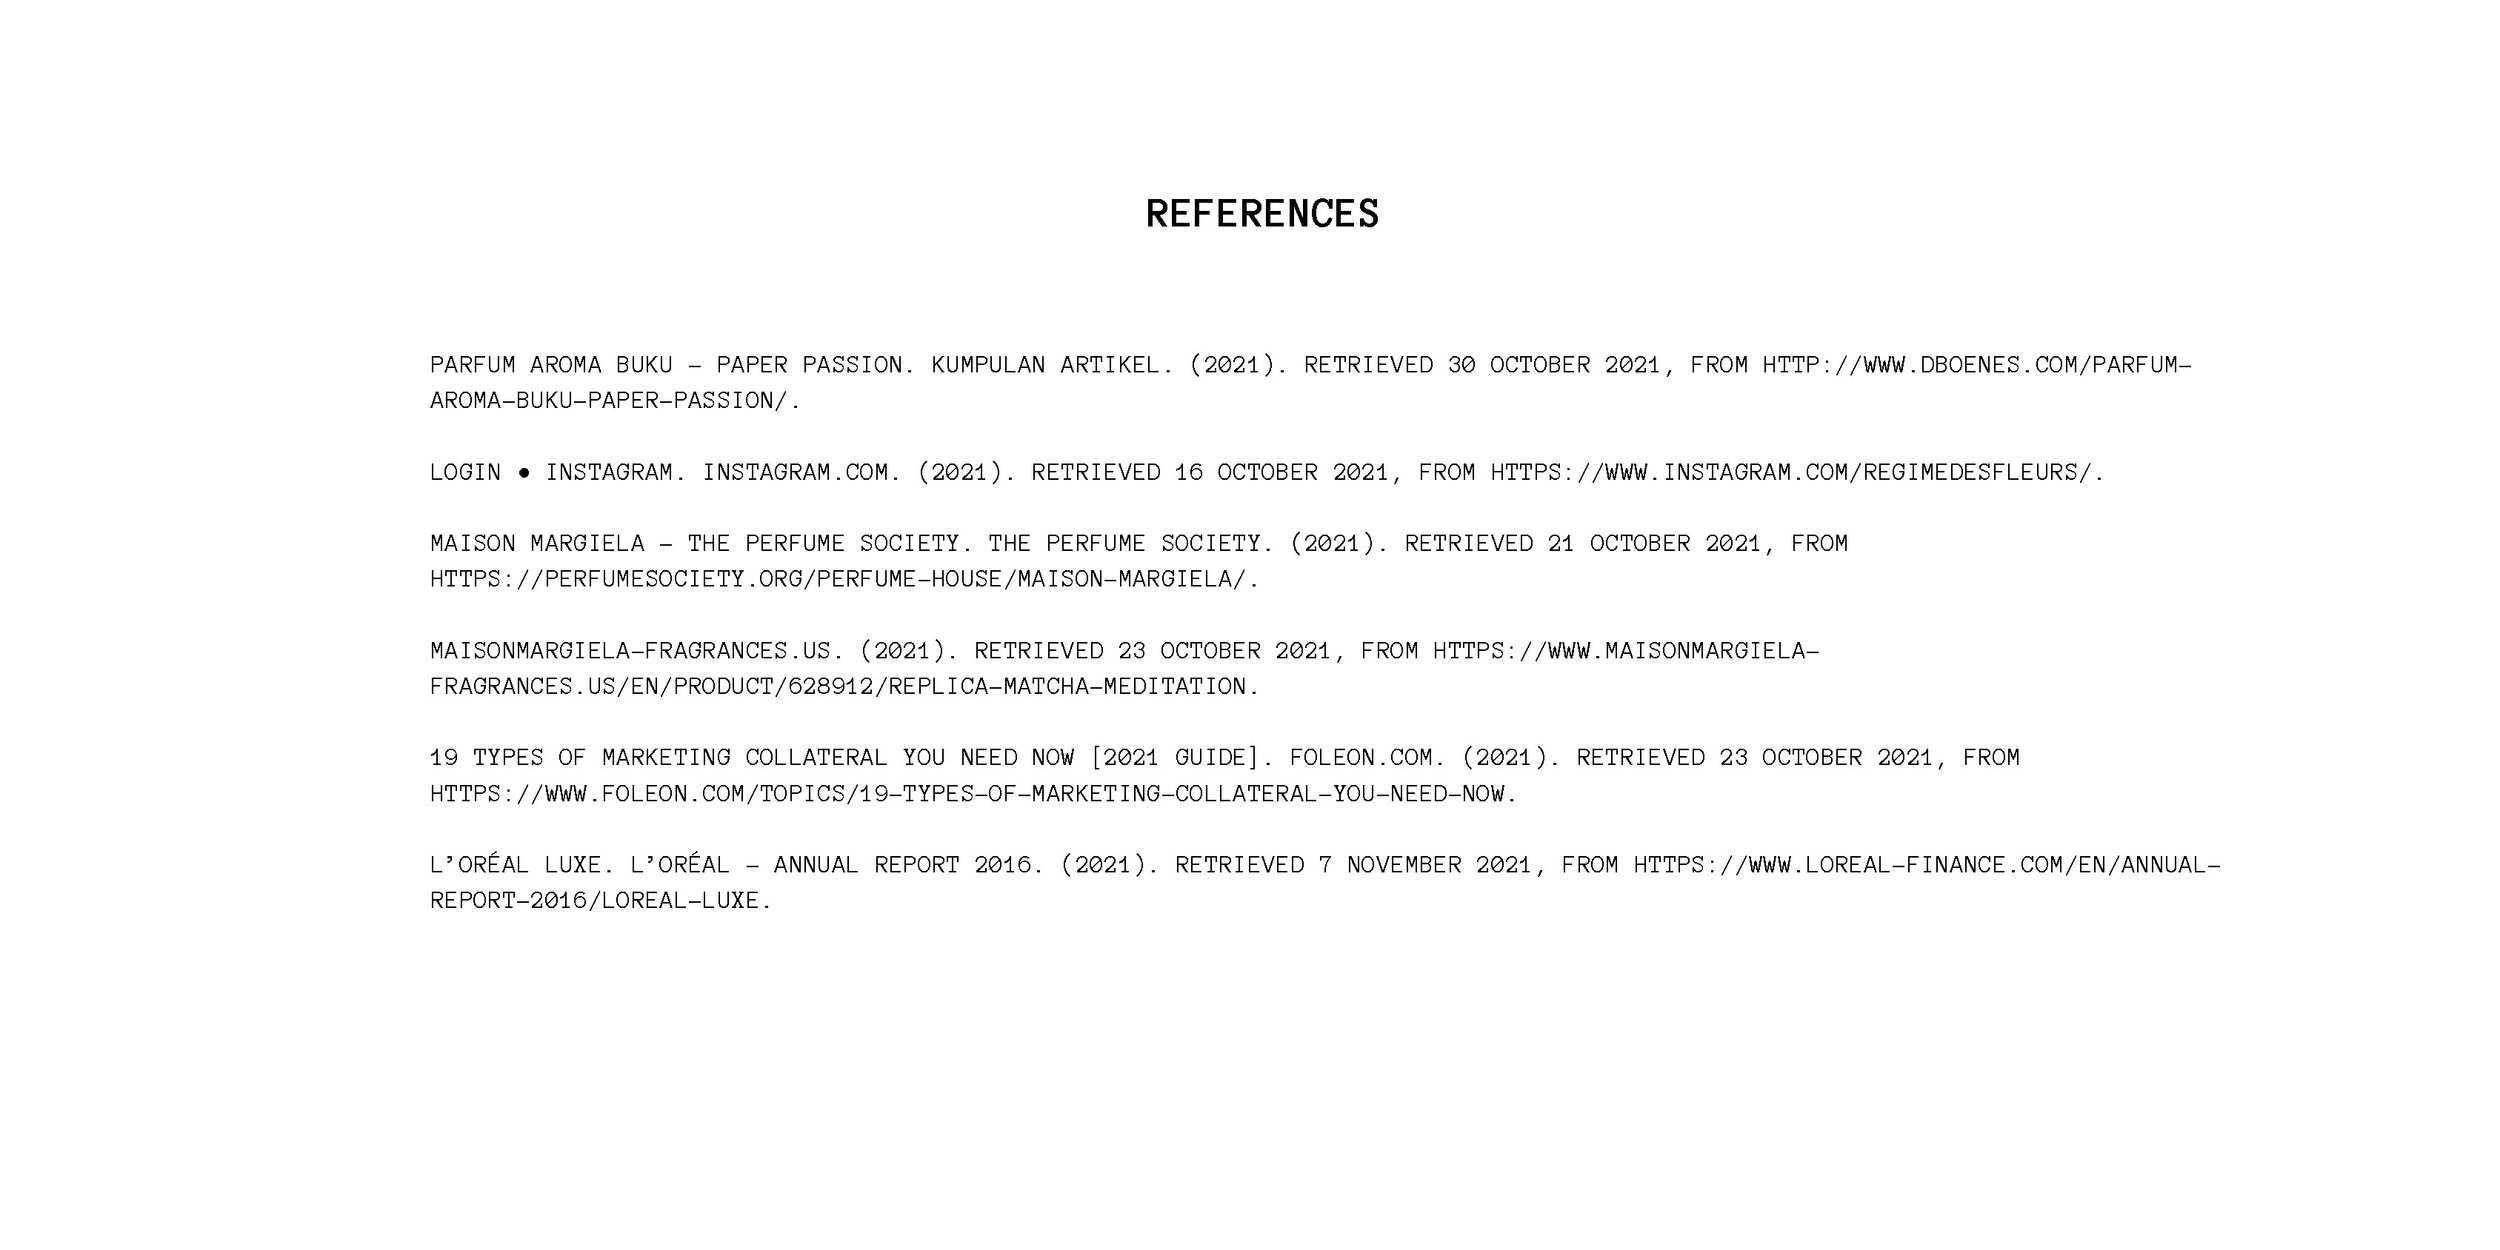 REFERENCES
PARFUM AROMA BUKU – PAPER PASSION. KUMPULAN ARTIKEL. (2021). RETRIEVED 30 OCTOBER 2021, FROM HTTP://WWW.DBOENES.COM/PARFUM-
AROMA-BUKU-PAPER-PASSION/.
LOGIN • INSTAGRAM. INSTAGRAM.COM. (2021). RETRIEVED 16 OCTOBER 2021, FROM HTTPS://WWW.INSTAGRAM.COM/REGIMEDESFLEURS/.
MAISON MARGIELA – THE PERFUME SOCIETY. THE PERFUME SOCIETY. (2021). RETRIEVED 21 OCTOBER 2021, FROM
HTTPS://PERFUMESOCIETY.ORG/PERFUME-HOUSE/MAISON-MARGIELA/.
MAISONMARGIELA-FRAGRANCES.US. (2021). RETRIEVED 23 OCTOBER 2021, FROM HTTPS://WWW.MAISONMARGIELA-
FRAGRANCES.US/EN/PRODUCT/628912/REPLICA-MATCHA-MEDITATION.
19 TYPES OF MARKETING COLLATERAL YOU NEED NOW [2021 GUIDE]. FOLEON.COM. (2021). RETRIEVED 23 OCTOBER 2021, FROM
HTTPS://WWW.FOLEON.COM/TOPICS/19-TYPES-OF-MARKETING-COLLATERAL-YOU-NEED-NOW.
L’ORÉAL LUXE. L’ORÉAL – ANNUAL REPORT 2016. (2021). RETRIEVED 7 NOVEMBER 2021, FROM HTTPS://WWW.LOREAL-FINANCE.COM/EN/ANNUAL-
REPORT-2016/LOREAL-LUXE.